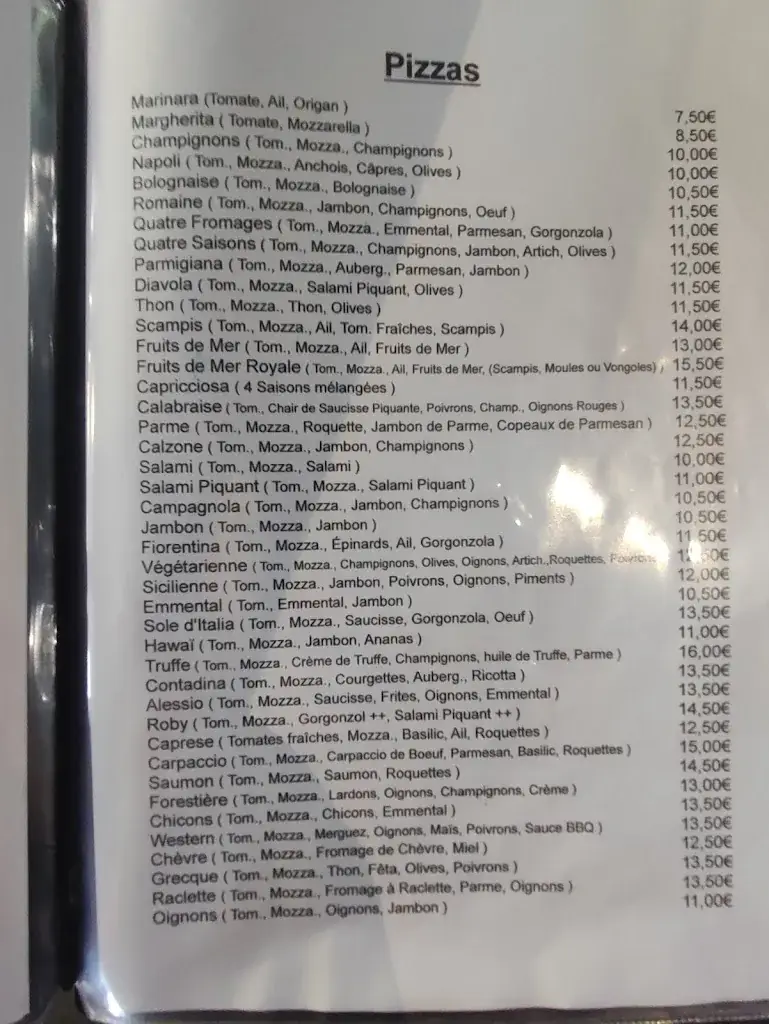 Pizzas
Marinara (Tomate, Ail, Origan ) 7,50€
Margherita ( Tomate, Mozzarella ) 8,50€
Champignons ( Tom., Mozza., Champignons ) 10,00€
Napoli ( Tom., Mozza., Anchois, Câpres, Olives ) 10,00€
Bolognaise ( Tom., Mozza., Bolognaise ) 10,50€
Romaine ( Tom., Mozza., Jambon, Champignons, Oeuf ) 11,50€
Quatre Fromages ( Tom., Mozza., Emmental, Parmesan, Gorgonzola ) 11,00€
Quatre Saisons ( Tom., Mozza., Champignons, Jambon, Artich, Olives ) 11,50€
Parmigiana ( Tom., Mozza., Auberg., Parmesan, Jambon ) 12,00€
Diavola ( Tom., Mozza., Salami Piquant, Olives ) 11,50€
Thon ( Tom., Mozza., Thon, Olives ) 11,50€
Scampis ( Tom., Mozza., Ail, Tom. Fraîches, Scampis ) 14,00€
Fruits de Mer ( Tom., Mozza., Ail, Fruits de Mer ) 13,00€
Fruits de Mer Royale ( Tom., Mozza., Ail, Fruits de Mer, (Scampis, Moules ou Vongoles) ) 15,50€
Capricciosa ( 4 Saisons mélangées ) 11,50€
Calabraise ( Tom., Chair de Saucisse Piquante, Poivrons, Champ., Oignons Rouges ) 13,50€
Parme ( Tom., Mozza., Roquette, Jambon de Parme, Copeaux de Parmesan ) 12,50€
Calzone ( Tom., Mozza., Jambon, Champignons ) 12,50€
Salami ( Tom., Mozza., Salami ) 10,00€
Salami Piquant ( Tom., Mozza., Salami Piquant ) 11,00€
Campagnola ( Tom., Mozza., Jambon, Champignons ) 10,50€
Jambon ( Tom., Mozza., Jambon ) 10,50€
Fiorentina ( Tom., Mozza., Épinards, Ail, Gorgonzola ) 11,50€
Végétarienne ( Tom., Mozza., Champignons, Olives, Oignons, Artich.,Roquettes, 12,50€
Sicilienne ( Tom., Mozza., Jambon, Poivrons, Oignons, Piments ) 12,00€
Emmental ( Tom., Emmental, Jambon ) 10,50€
Sole d'Italia ( Tom., Mozza., Saucisse, Gorgonzola, Oeuf ) 13,50€
Hawaï ( Tom., Mozza., Jambon, Ananas ) 11,00€
Truffe ( Tom., Mozza., Crème de Truffe, Champignons, huile de Truffe, Parme ) 16,00€
Contadina ( Tom., Mozza., Courgettes, Auberg., Ricotta ) 13,50€
Alessio ( Tom., Mozza., Saucisse, Frites, Oignons, Emmental ) 13,50€
Roby ( Tom., Mozza., Gorgonzol ++, Salami Piquant ++ ) 14,50€
Caprese ( Tomates fraîches, Mozza., Basilic, Ail, Roquettes ) 12,50€
Carpaccio ( Tom., Mozza., Carpaccio de Boeuf, Parmesan, Basilic, Roquettes ) 15,00€
Saumon ( Tom., Mozza., Saumon, Roquettes ) 14,50€
Forestière ( Tom., Mozza., Lardons, Oignons, Champignons, Crème ) 13,00€
Chicons ( Tom., Mozza., Chicons, Emmental ) 13,50€
Western ( Tom., Mozza., Merguez, Oignons, Maïs, Poivrons, Sauce BBQ ) 13,50€
Chèvre ( Tom., Mozza., Fromage de Chèvre, Miel ) 12,50€
Grecque ( Tom., Mozza., Thon, Fêta, Olives, Poivrons ) 13,50€
Raclette ( Tom., Mozza., Fromage à Raclette, Parme, Oignons ) 13,50€
Oignons ( Tom., Mozza., Oignons, Jambon ) 11,00€